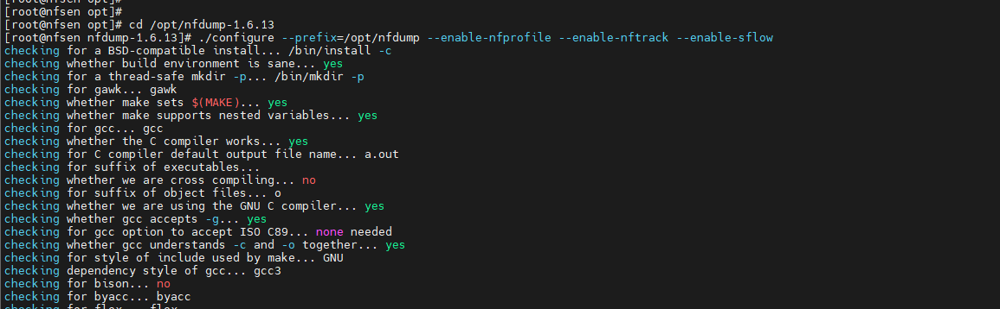 [root@nfsen opt]#
[root@nfsen opt]#
[root@nfsen opt]# cd /opt/nfdump-1.6.13
[root@nfsen nfdump-1.6.13]# ./configure --prefix=/opt/nfdump --enable-nfprofile --enable-nftrack --enable-sflow
checking for a BSD-compatible install... /bin/install -c
checking whether build environment is sane... yes
checking for a thread-safe mkdir -p... /bin/mkdir -p
checking for gawk... gawk
checking whether make sets $(MAKE)... yes
checking whether make supports nested variables... yes
checking for gcc... gcc
checking whether the C compiler works... yes
checking for C compiler default output file name... a.out
checking for suffix of executables...
checking whether we are cross compiling... no
checking for suffix of object files... o
checking whether we are using the GNU C compiler... yes
checking whether gcc accepts -g... yes
checking for gcc option to accept ISO C89... none needed
checking whether gcc understands -c and -o together... yes
checking for style of include used by make... GNU
checking dependency style of gcc... gcc3
checking for bison... no
checking for byacc... byacc
checking for flex... flex